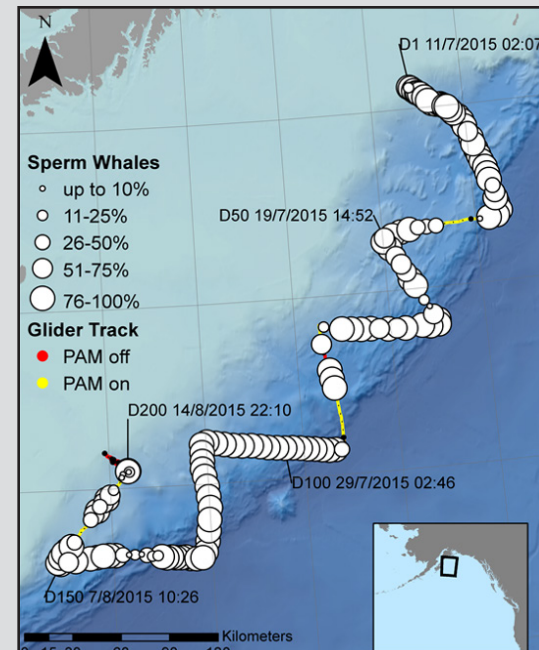 N
D1 11/7/2015 02:07
Sperm Whales
up to 10%
11-25%
26-50%
51-75%
76-100%
D50 19/7/2015 14:52
Glider Track
PAM off
PAM on
D200 14/8/2015 22:10
D100 29/7/2015 02:46
D150 7/8/2015 10:26
Kilometers